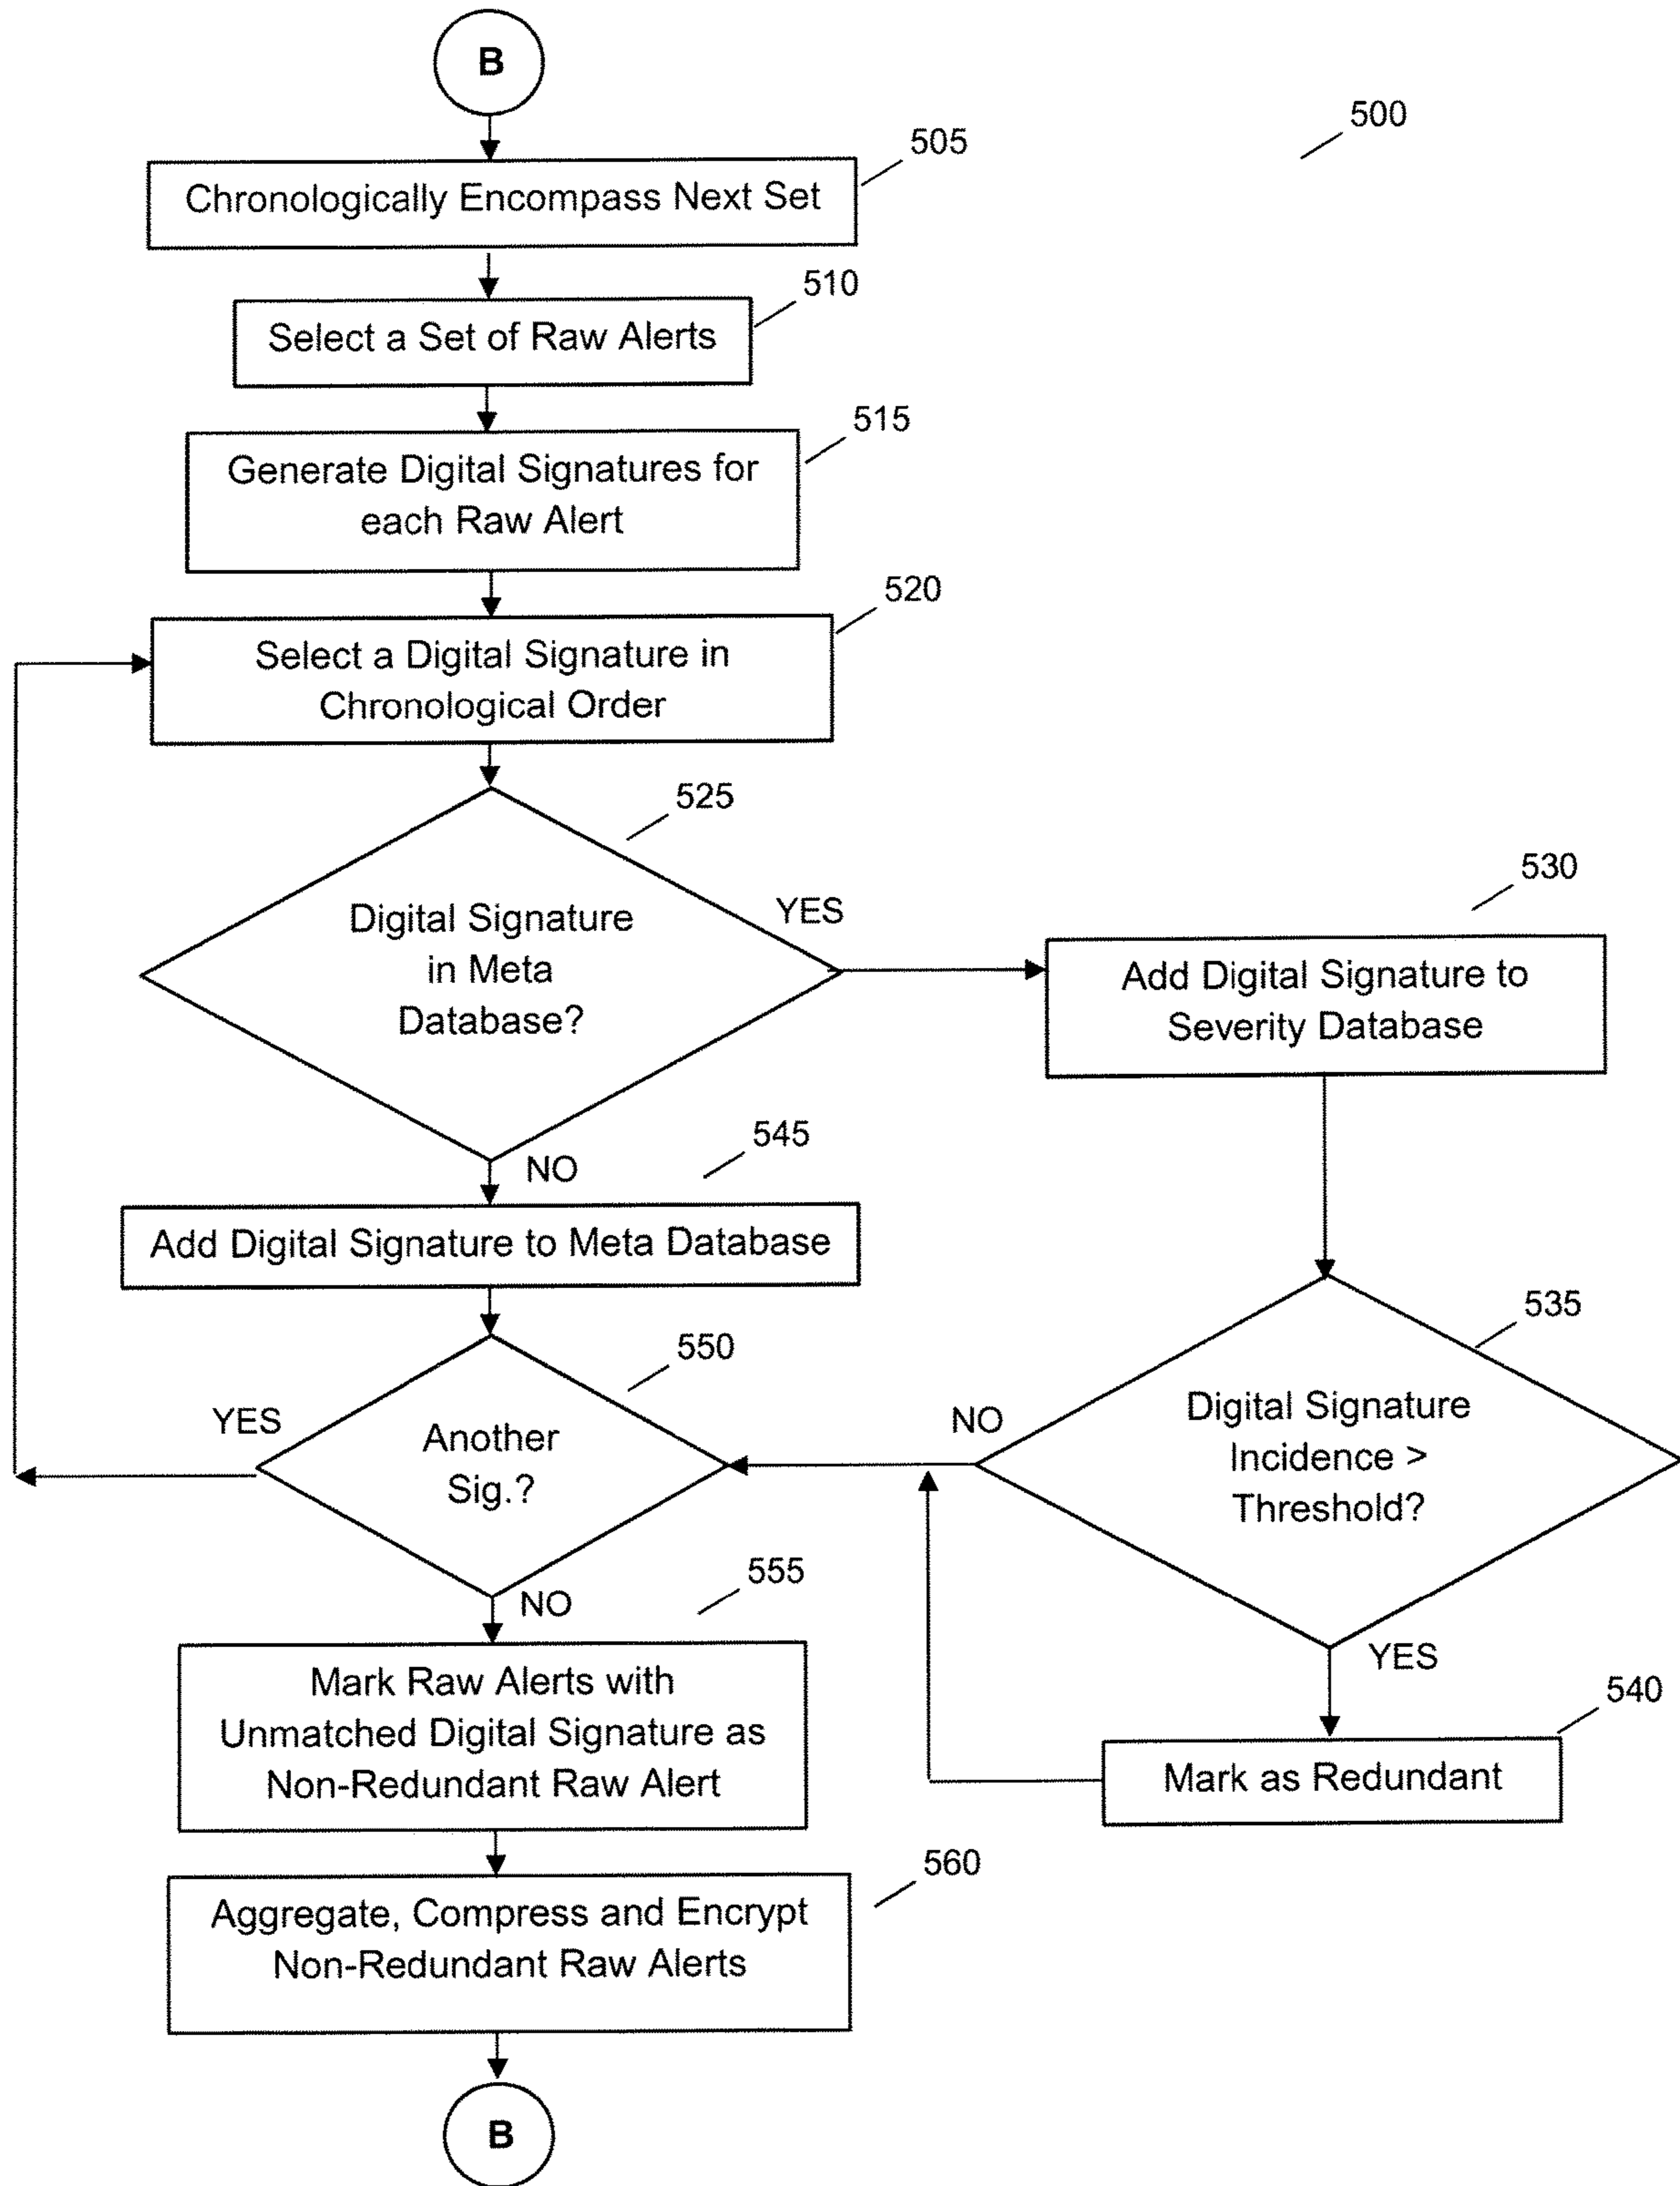 B
500
505
Chronologically Encompass Next Set
510
Select a Set of Raw Alerts
515
Generate Digital Signatures for
each Raw Alert
520
Select a Digital Signature in
Chronological Order
525
Digital Signature
in Meta
Database?
YES
530
Add Digital Signature to
Severity Database
NO
545
Add Digital Signature to Meta Database
535
Digital Signature
Incidence >
Threshold?
NO
YES
540
Mark as Redundant
550
Another
Sig.?
YES
NO
555
Mark Raw Alerts with
Unmatched Digital Signature as
Non-Redundant Raw Alert
560
Aggregate, Compress and Encrypt
Non-Redundant Raw Alerts
B